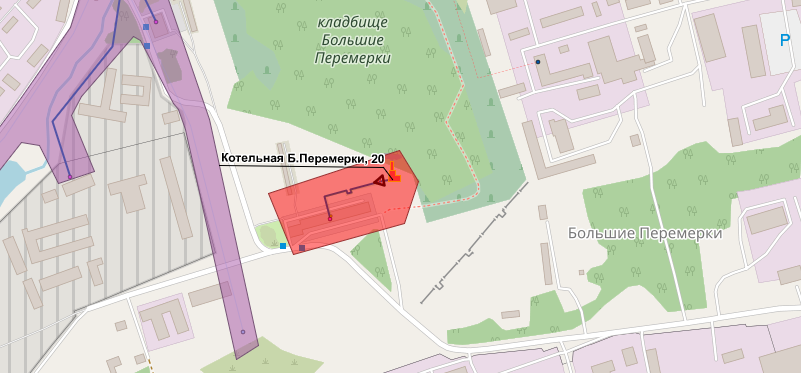 кладбище
Большие
Перемерки
P
Котельная Б.Перемерки, 20
Большие Перемерки